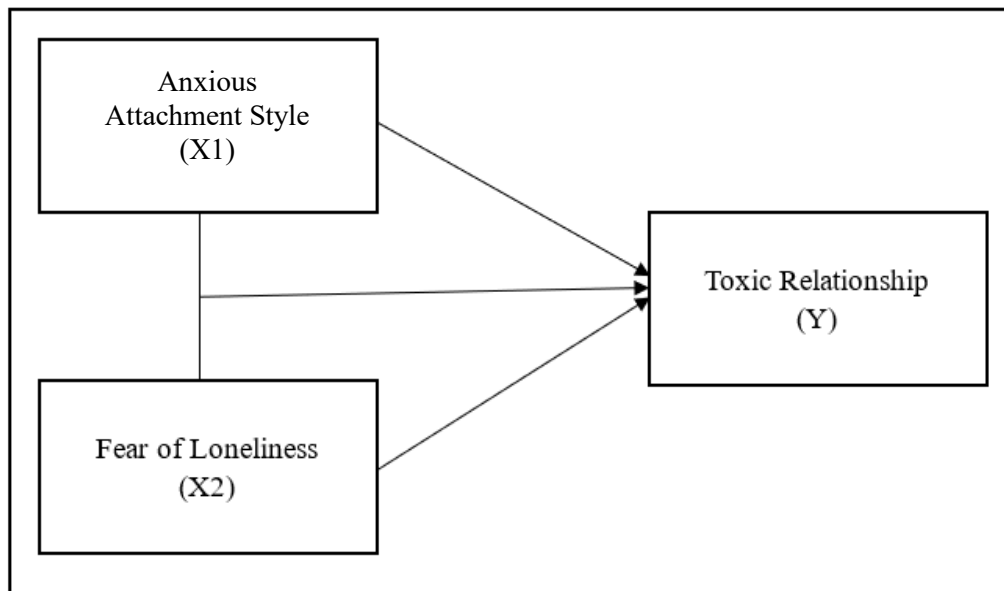 Anxious
Attachment Style
(X1)
Toxic Relationship
(Y)
Fear of Loneliness
(X2)